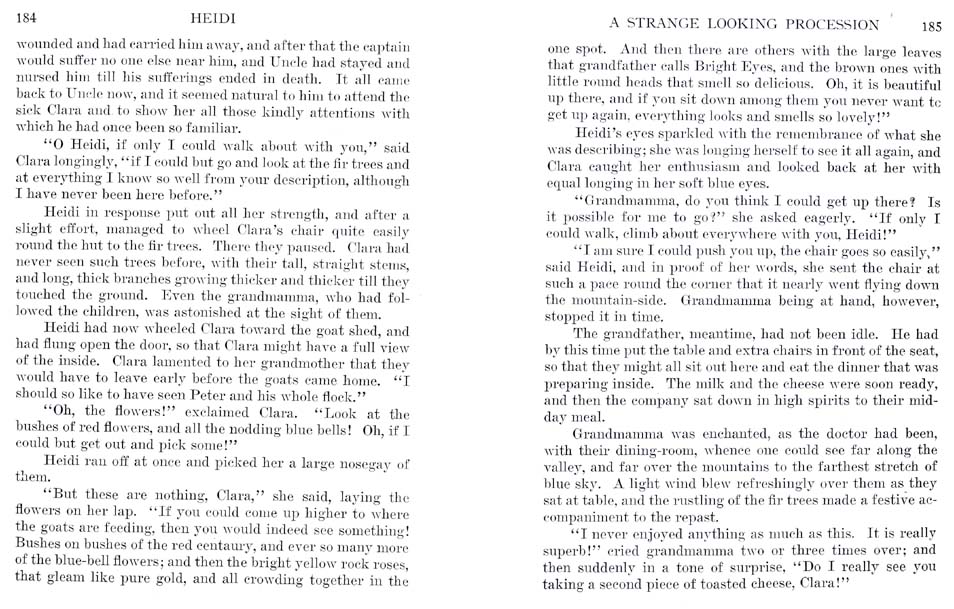 184 HEIDI
wounded and had carried him away, and after that the captain
would suffer no one else near him, and Uncle had stayed and
nursed him till his sufferings ended in death. It all came
back to Uncle now, and it seemed natural to him to attend the
sick Clara and to show her all those kindly attentions with
which he had once been so familiar.
"O Heidi, if only I could walk about with you," said
Clara longingly, "if I could but go and look at the fir trees and
at everything I know so well from your description, although
I have never been here before."
Heidi in response put out all her strength, and after a
slight effort, managed to wheel Clara's chair quite easily
round the hut to the fir trees. There they paused. Clara had
never seen such trees before, with their tall, straight stems,
and long, thick branches growing thicker and thicker till they
touched the ground. Even the grandmamma, who had fol-
lowed the children, was astonished at the sight of them.
Heidi had now wheeled Clara toward the goat shed, and
had flung open the door, so that Clara might have a full view
of the inside. Clara lamented to her grandmother that they
would have to leave early before the goats came home. "I
should so like to have seen Peter and his whole flock."
"Oh, the flowers!" exclaimed Clara. "Look at the
bushes of red flowers, and all the nodding blue bells! Oh, if I
could but get out and pick some!"
Heidi ran off at once and picked her a large nosegay of
them.
"But these are nothing, Clara," she said, laying the
flowers on her lap. "If you could come up higher to where
the goats are feeding, then you would indeed see something!
Bushes on bushes of the red centaury, and ever so many more
of the blue-bell flowers; and then the bright yellow rock roses,
that gleam like pure gold, and all crowding together in the
A STRANGE LOOKING PROCESSION 185
one spot. And then there are others with the large leaves
that grandfather calls Bright Eyes, and the brown ones with
little round heads that smell so delicious. Oh, it is beautiful
up there, and if you sit down among them you never want to
get up again, everything looks and smells so lovely!"
Heidi's eyes sparkled with the remembrance of what she
was describing; she was longing herself to see it all again, and
Clara caught her enthusiasm and looked back at her with
equal longing in her soft blue eyes.
"Grandmamma, do you think I could get up there? Is
it possible for me to go?" she asked eagerly. "If only I
could walk, climb about everywhere with you, Heidi!"
"I am sure I could push you up, the chair goes so easily,"
said Heidi, and in proof of her words, she sent the chair at
such a pace round the corner that it nearly went flying down
the mountain-side. Grandmamma being at hand, however,
stopped it in time.
The grandfather, meantime, had not been idle. He had
by this time put the table and extra chairs in front of the seat,
so that they might all sit out here and eat the dinner that was
preparing inside. The milk and the cheese were soon ready,
and then the company sat down in high spirits to their mid-
day meal.
Grandmamma was enchanted, as the doctor had been,
with their dining-room, whence one could see far along the
valley, and far over the mountains to the farthest stretch of
blue sky. A light wind blew refreshingly over them as they
sat at table, and the rustling of the fir trees made a festive ac-
companiment to the repast.
"I never enjoyed anything as much as this. It is really
superb!" cried grandmamma two or three times over; and
then suddenly in a tone of surprise, "Do I really see you
taking a second piece of toasted cheese, Clara!"